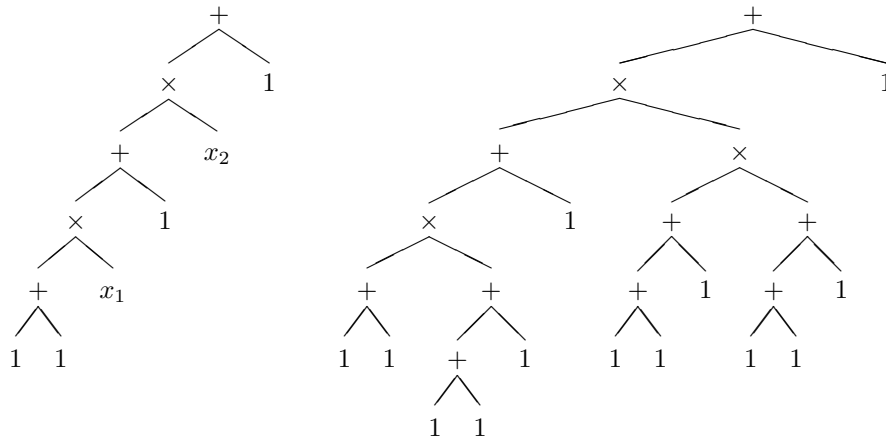 + +
× 1 × 1
+ x₂ + ×
× 1 × 1 + +
+ x₁ + + + 1 + 1
1 1 1 1 + 1 1 1 1 1
1 1